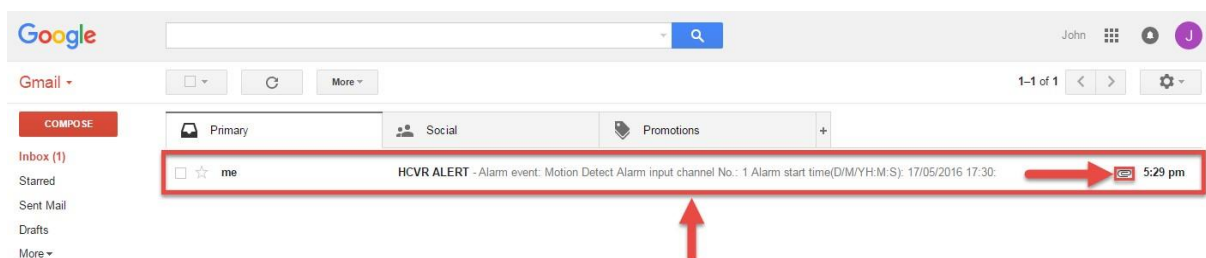 Google
John
J
Gmail
More
1–1 of 1
COMPOSE
Primary
Social
Promotions
+
Inbox (1)
me
HCVR ALERT - Alarm event: Motion Detect Alarm input channel No.: 1 Alarm start time(D/M/YH:M:S): 17/05/2016 17:30:
5:29 pm
Starred
Sent Mail
Drafts
More